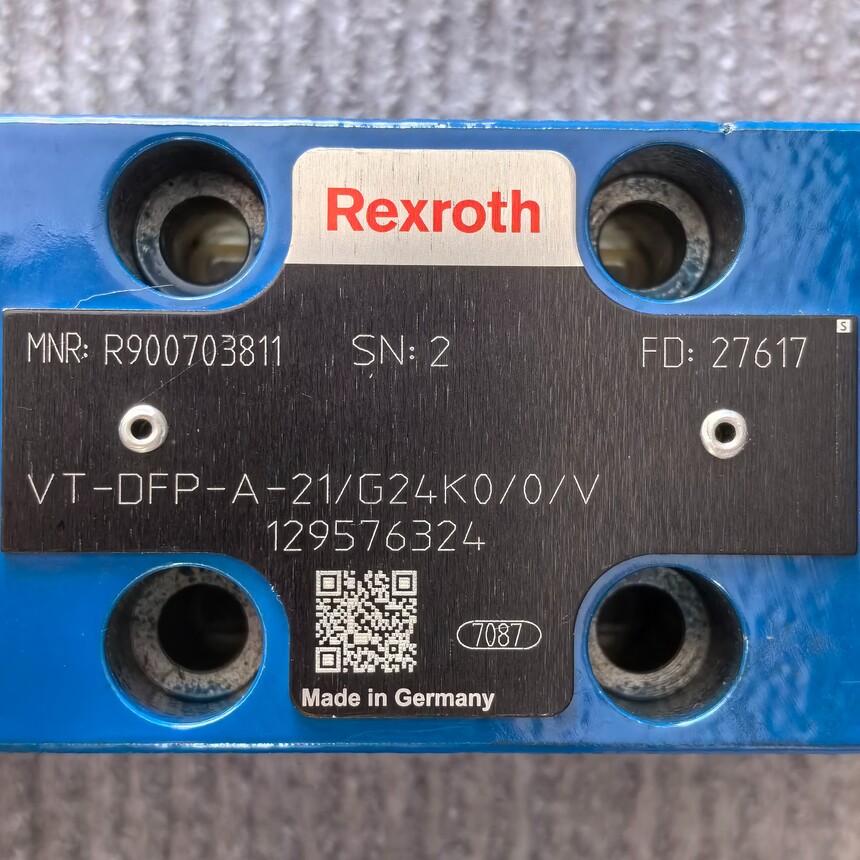 Rexroth
S
MNR: R900703811 SN: 2 FD: 27617
VT-DFP-A-21/G24K0/0/V
129576324
7087
Made in Germany